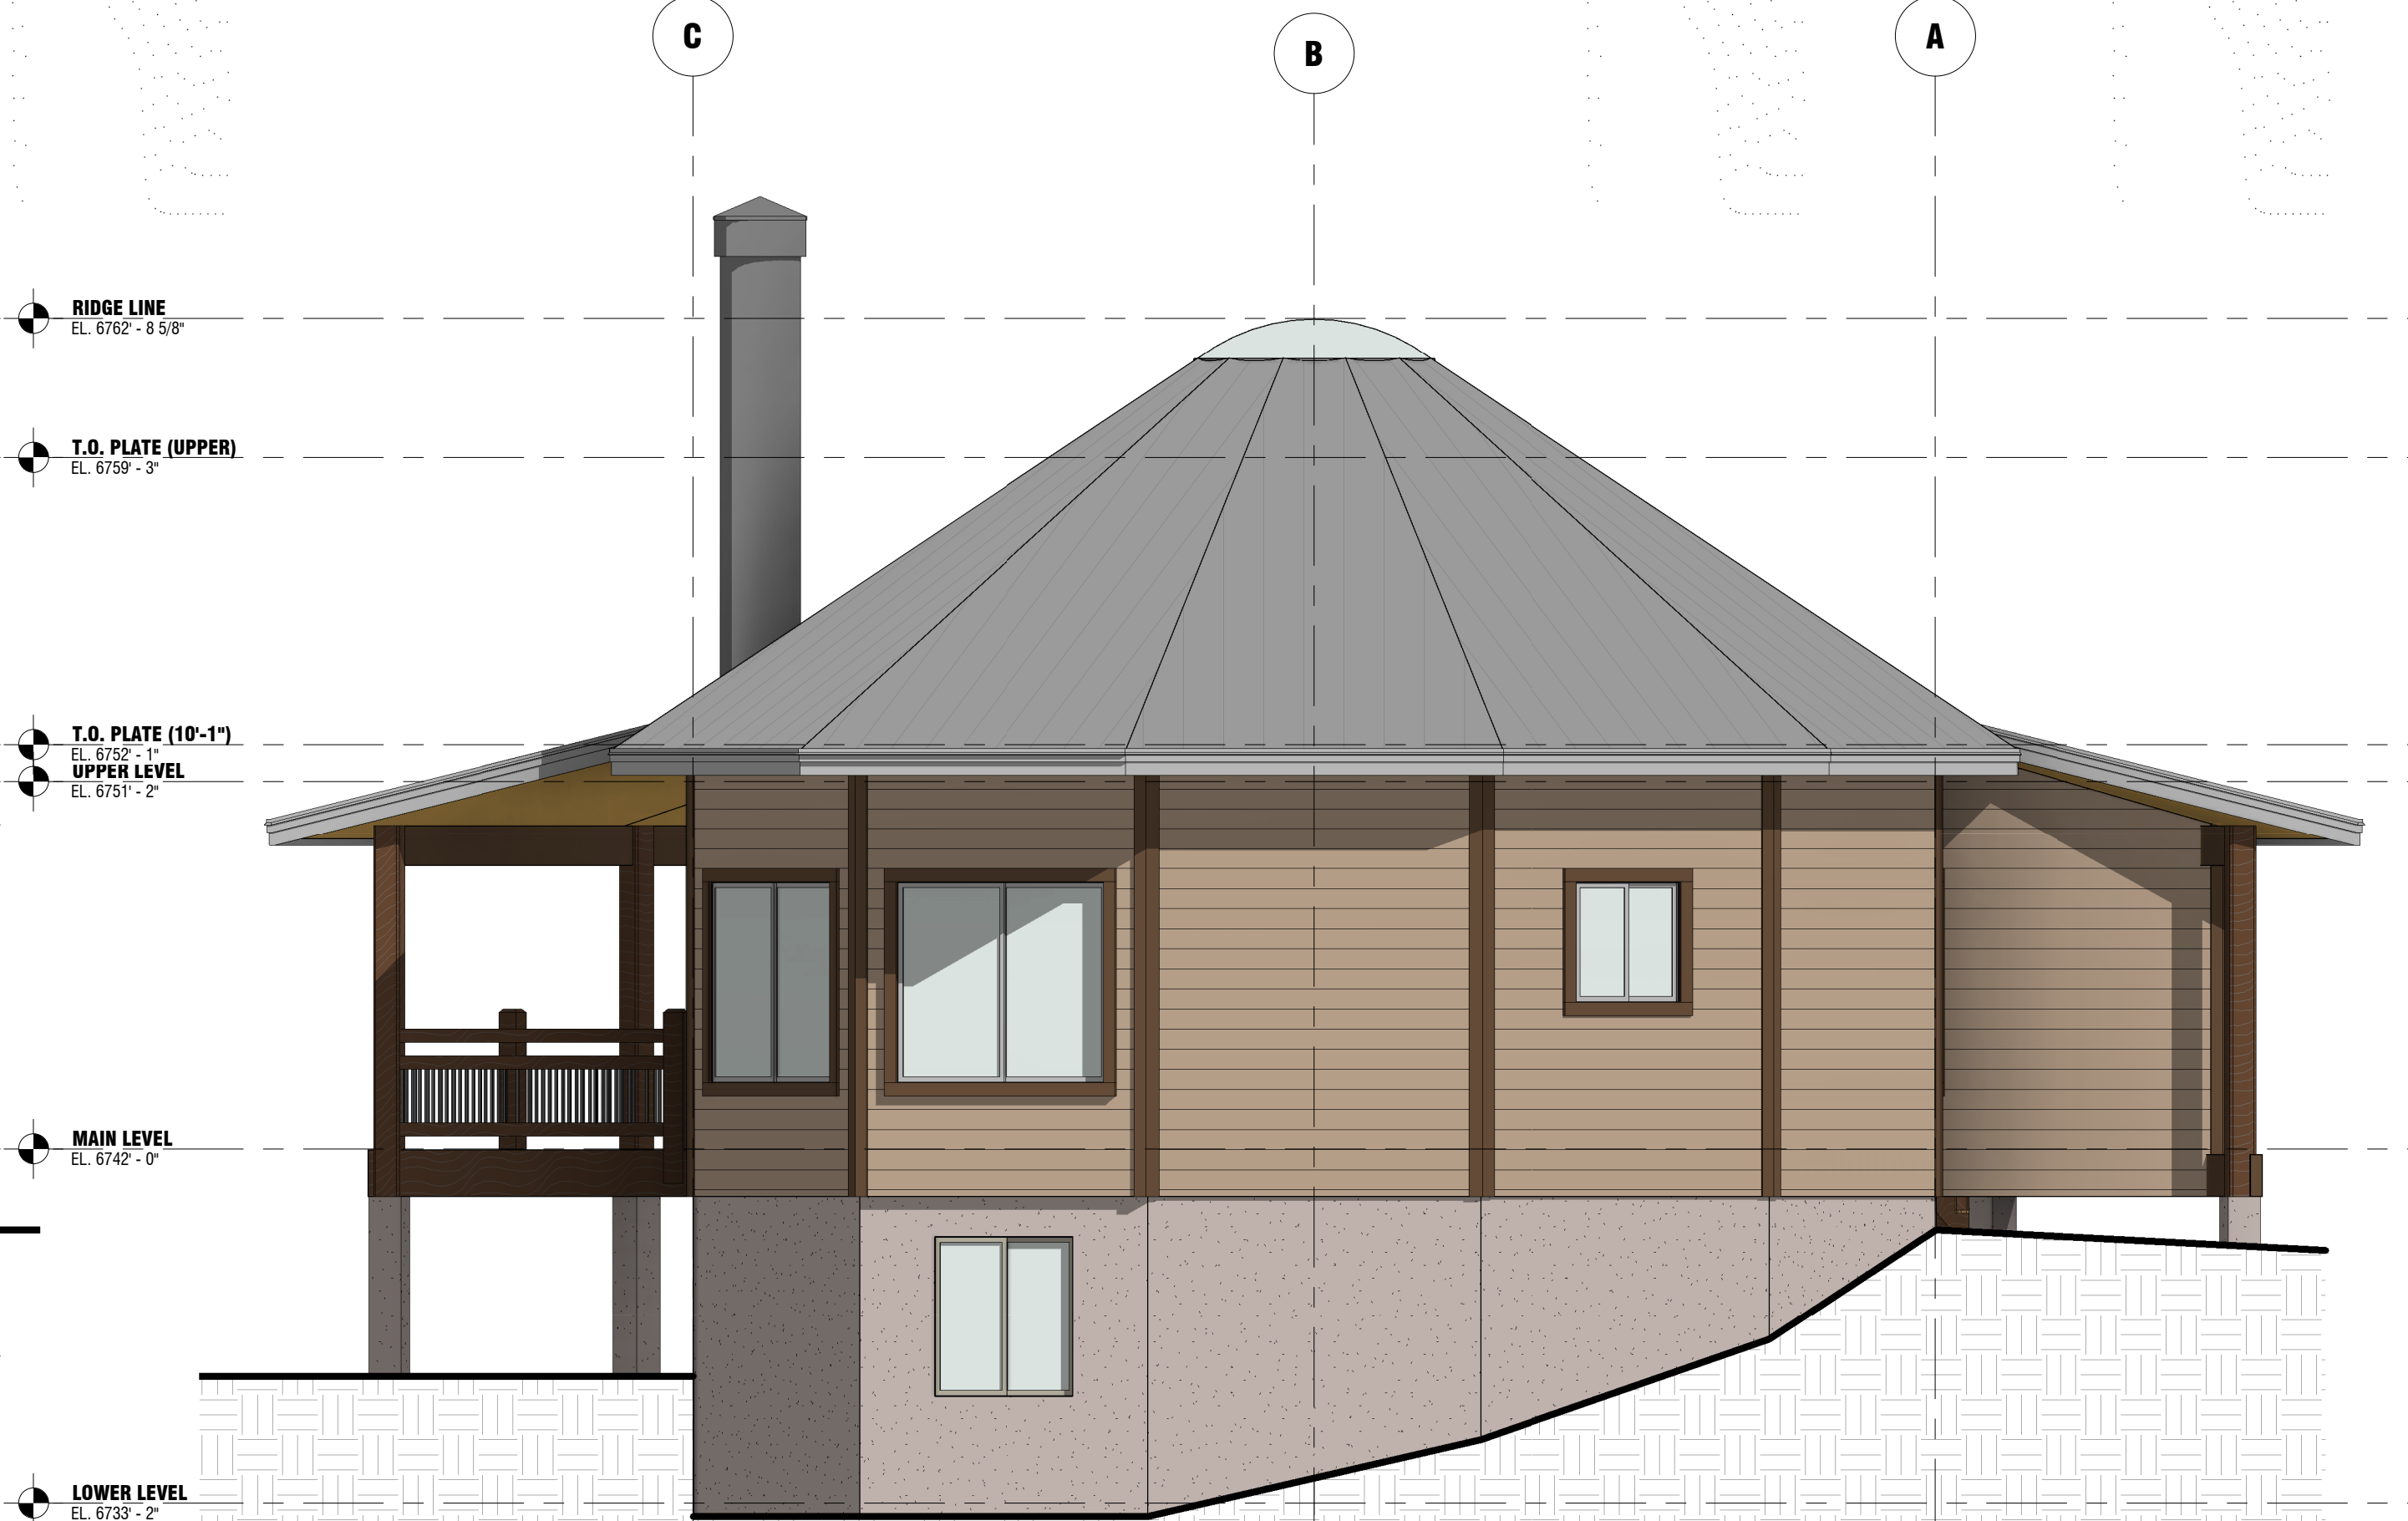 C
B
A
RIDGE LINE
EL. 6762' - 8 5/8"
T.O. PLATE (UPPER)
EL. 6759' - 3"
T.O. PLATE (10'-1")
EL. 6752' - 1"
UPPER LEVEL
EL. 6751' - 2"
MAIN LEVEL
EL. 6742' - 0"
LOWER LEVEL
EL. 6733' - 2"